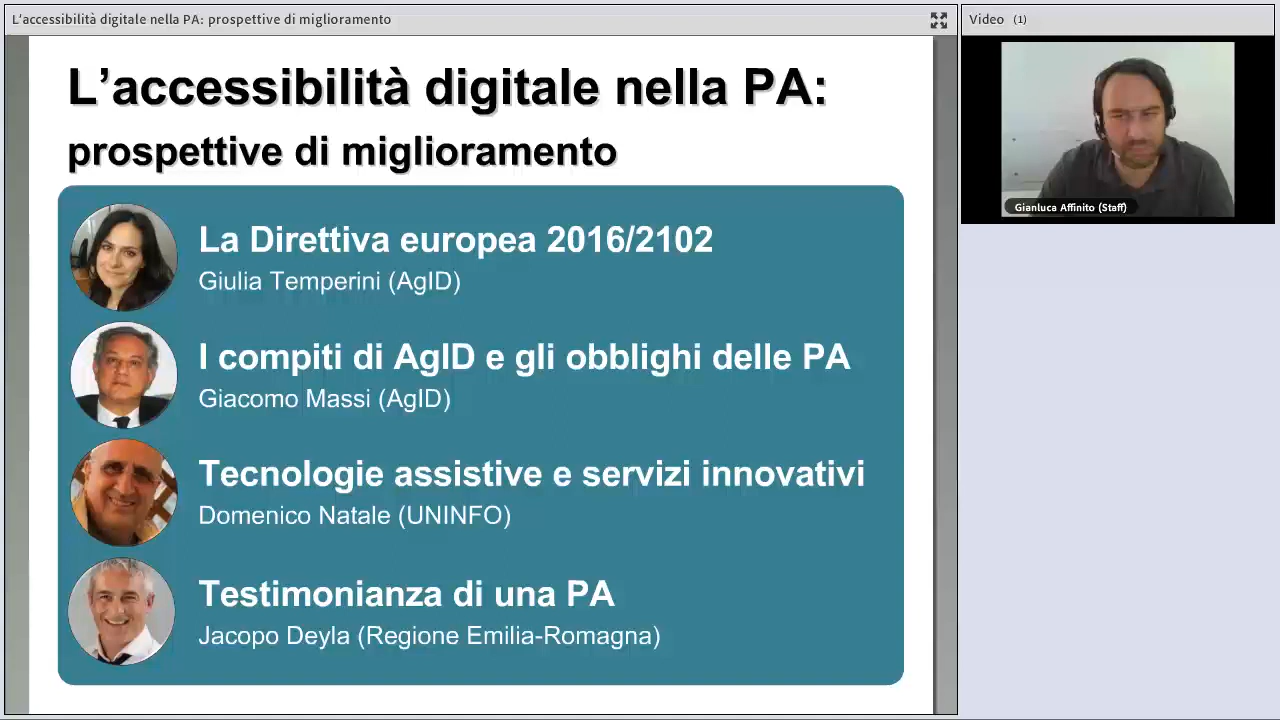 L'accessibilità digitale nella PA: prospettive di miglioramento
Video (1)
L'accessibilità digitale nella PA:
prospettive di miglioramento
La Direttiva europea 2016/2102
Giulia Temperini (AgID)
I compiti di AgID e gli obblighi delle PA
Giacomo Massi (AgID)
Tecnologie assistive e servizi innovativi
Domenico Natale (UNINFO)
Testimonianza di una PA
Jacopo Deyla (Regione Emilia-Romagna)
Gianluca Affinito (Staff)